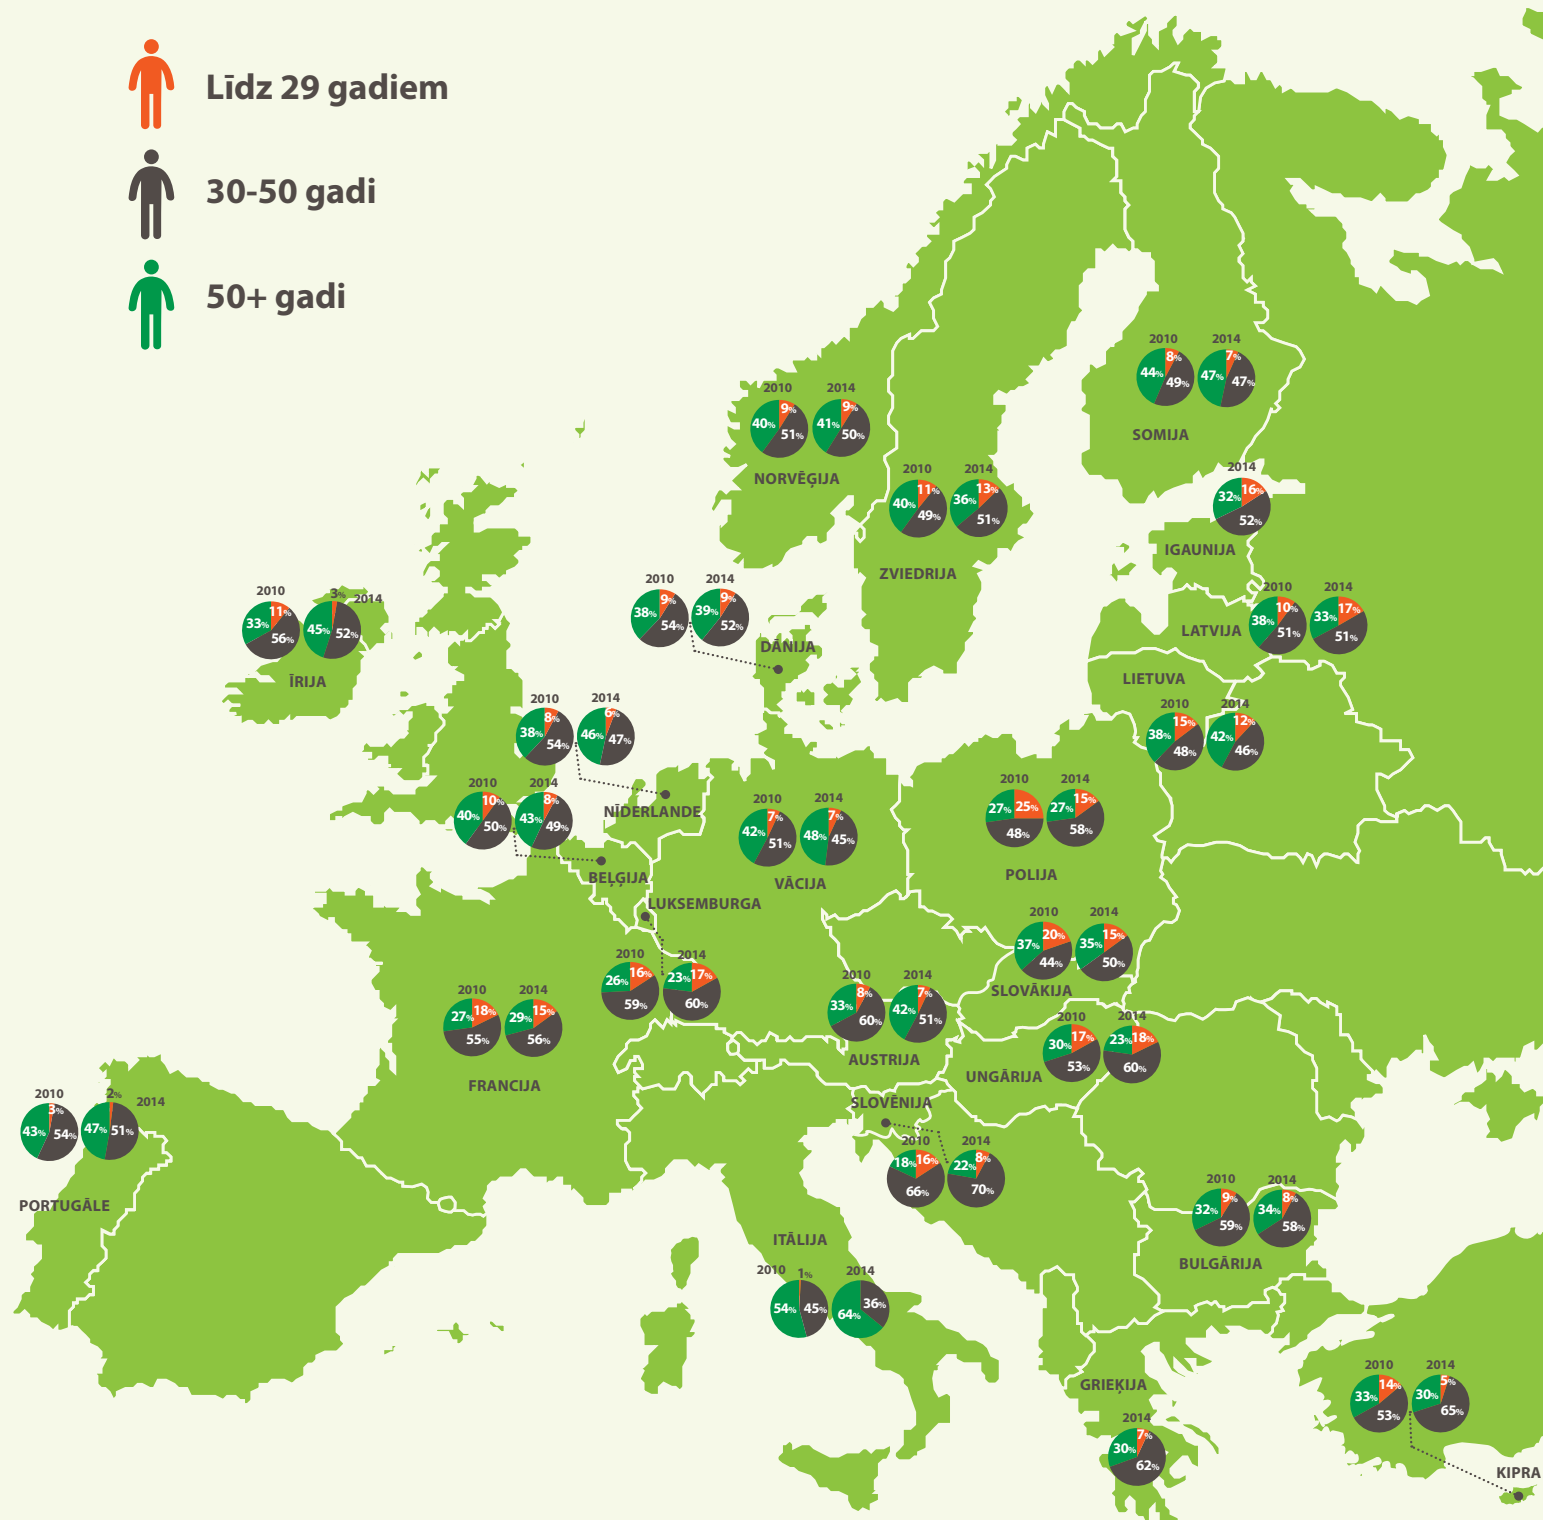 Līdz 29 gadiem
30-50 gadi
50+ gadi
2010 2014
44% 8% 49% 47% 7% 47%
SOMIJA
2010 2014
40% 9% 51% 41% 9% 50%
NORVĒĢIJA
2010 2014
40% 11% 49% 36% 13% 51%
ZVIEDRIJA
2014
32% 16% 52%
IGAUNIJA
2010 2014
38% 10% 51% 33% 17% 51%
LATVIJA
LIETUVA
2010 2014
38% 15% 48% 42% 12% 46%
2010 2014
33% 11% 56% 45% 3% 52%
ĪRIJA
2010 2014
38% 9% 54% 39% 9% 52%
DĀNIJA
2010 2014
38% 8% 54% 46% 6% 47%
NĪDERLANDE
2010 2014
40% 10% 50% 43% 8% 49%
BEĻĢIJA
2010 2014
42% 7% 51% 48% 7% 45%
VĀCIJA
2010 2014
27% 25% 48% 27% 15% 58%
POLIJA
LUKSEMBURGA
2010 2014
26% 16% 59% 23% 17% 60%
2010 2014
37% 20% 44% 35% 15% 50%
SLOVĀKIJA
2010 2014
33% 8% 60% 42% 7% 51%
AUSTRIJA
2010 2014
27% 18% 55% 29% 15% 56%
FRANCIJA
2010 2014
30% 17% 53% 23% 18% 60%
UNGĀRIJA
2010 2014
43% 3% 54% 47% 2% 51%
PORTUGĀLE
SLOVĒNIJA
2010 2014
18% 16% 66% 22% 8% 70%
2010 2014
32% 9% 59% 34% 8% 58%
BULGĀRIJA
ITĀLIJA
2010 2014
54% 1% 45% 64% 36%
GRIEĶIJA
2014
30% 7% 62%
2010 2014
33% 14% 53% 30% 5% 65%
KIPRA